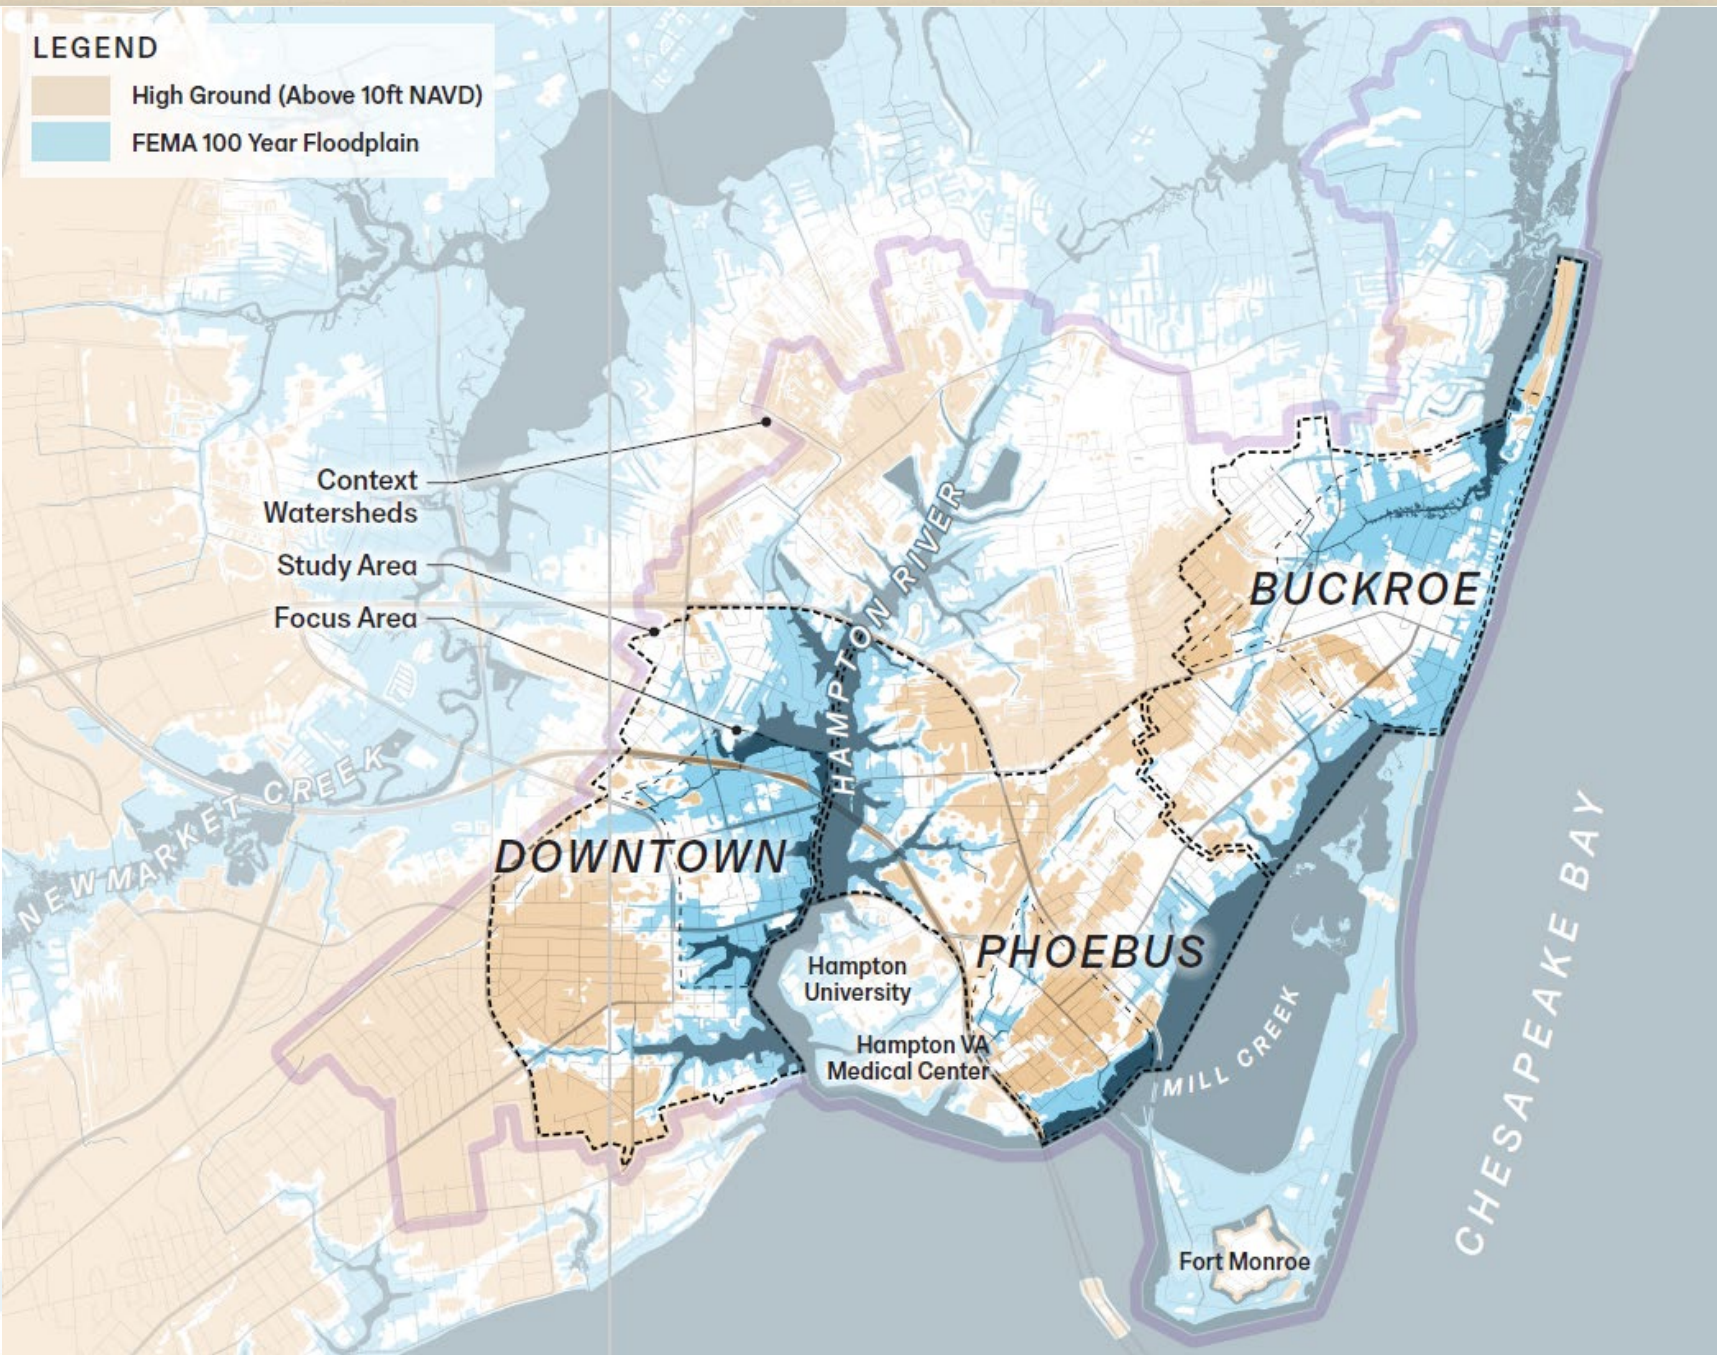 LEGEND
High Ground (Above 10ft NAVD)
FEMA 100 Year Floodplain
Context
Watersheds
Study Area
Focus Area
HAMPTON RIVER
BUCKROE
NEWMARKET CREEK
DOWNTOWN
PHOEBUS
Hampton
University
Hampton VA
Medical Center
MILL CREEK
CHESAPEAKE BAY
Fort Monroe